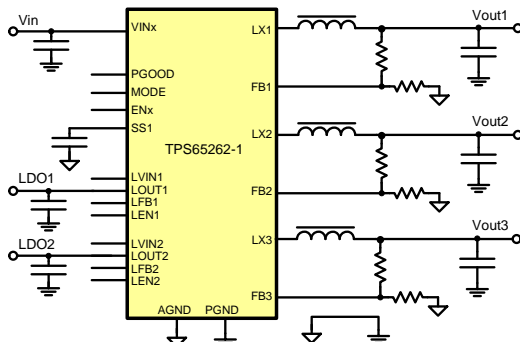 Vin
VINx
PGOOD
MODE
ENx
SS1
TPS65262-1
LDO1
LVIN1
LOUT1
LFB1
LEN1
LDO2
LVIN2
LOUT2
LFB2
LEN2
AGND
PGND
LX1
Vout1
FB1
LX2
Vout2
FB2
LX3
Vout3
FB3